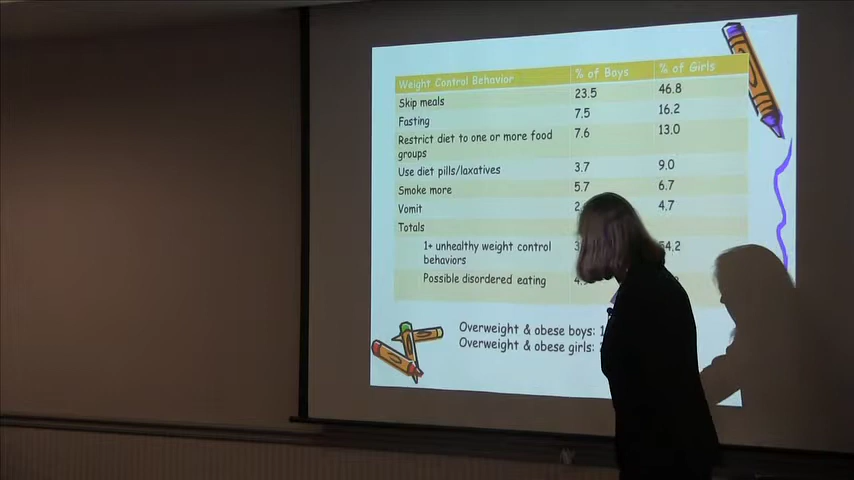 Weight Control Behavior % of Boys % of Girls
Skip meals 23.5 46.8
Fasting 7.5 16.2
Restrict diet to one or more food 7.6 13.0
groups
Use diet pills/laxatives 3.7 9.0
Smoke more 5.7 6.7
Vomit 4.7
Totals
1+ unhealthy weight control
behaviors
Possible disordered eating
Overweight & obese boys:
Overweight & obese girls: